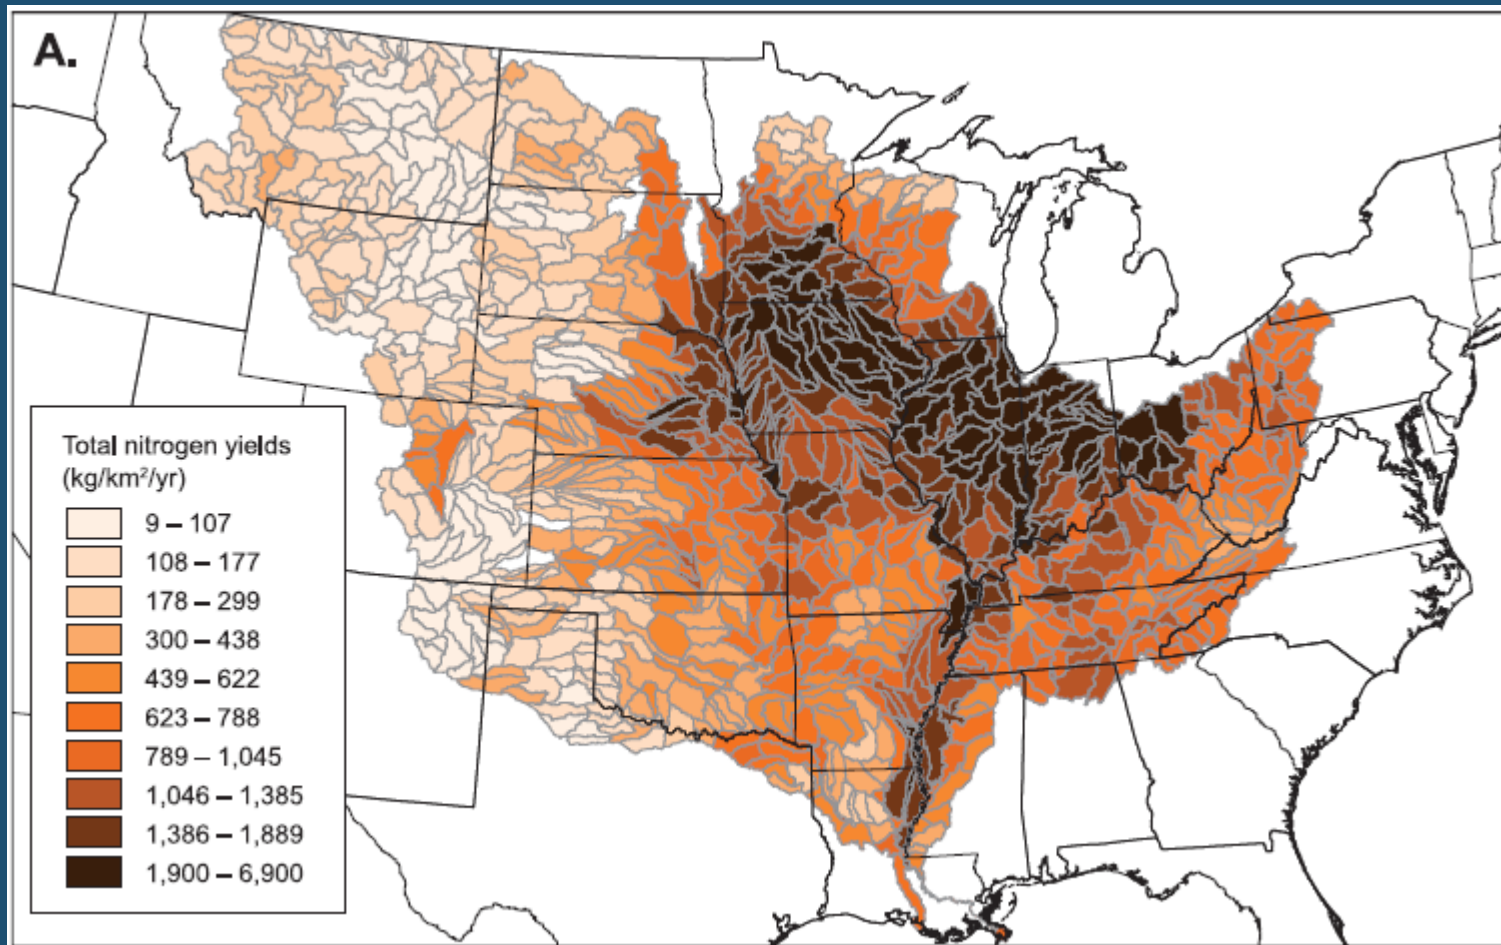 A.
Total nitrogen yields
(kg/km²/yr)
9 – 107
108 – 177
178 – 299
300 – 438
439 – 622
623 – 788
789 – 1,045
1,046 – 1,385
1,386 – 1,889
1,900 – 6,900